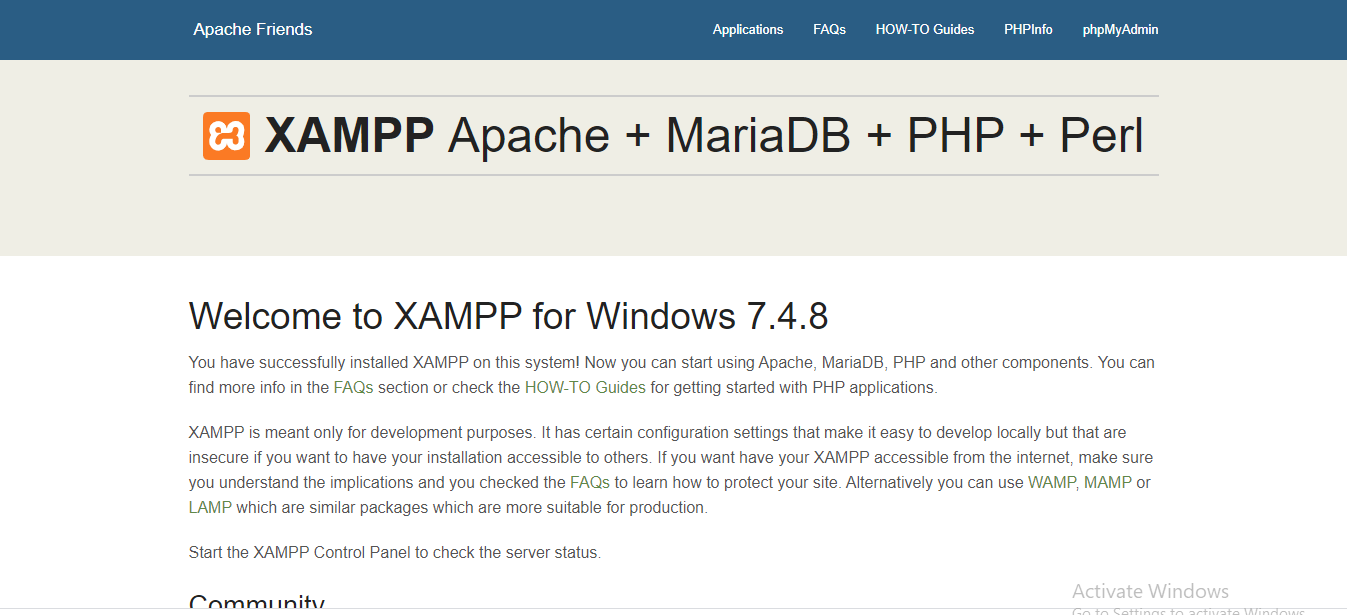 Apache Friends
Applications FAQs HOW-TO Guides PHPInfo phpMyAdmin
XAMPP Apache + MariaDB + PHP + Perl
Welcome to XAMPP for Windows 7.4.8
You have successfully installed XAMPP on this system! Now you can start using Apache, MariaDB, PHP and other components. You can
find more info in the FAQs section or check the HOW-TO Guides for getting started with PHP applications.
XAMPP is meant only for development purposes. It has certain configuration settings that make it easy to develop locally but that are
insecure if you want to have your installation accessible to others. If you want have your XAMPP accessible from the internet, make sure
you understand the implications and you checked the FAQs to learn how to protect your site. Alternatively you can use WAMP, MAMP or
LAMP which are similar packages which are more suitable for production.
Start the XAMPP Control Panel to check the server status.
Community
Activate Windows
Go to Settings to activate Windows.